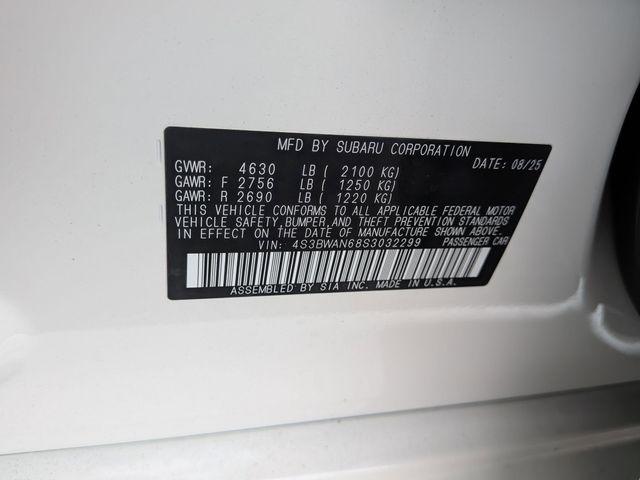 MFD BY SUBARU CORPORATION
DATE: 08/25
GVWR: 4630 LB ( 2100 KG)
GAWR: F 2756 LB ( 1250 KG)
GAWR: R 2690 LB ( 1220 KG)
THIS VEHICLE CONFORMS TO ALL APPLICABLE FEDERAL MOTOR
VEHICLE SAFETY,BUMPER,AND THEFT PREVENTION STANDARDS
IN EFFECT ON THE DATE OF MANUFACTURE SHOWN ABOVE.
VIN: 4S3BWAN68S3032299 PASSENGER CAR
ASSEMBLED BY SIA INC. MADE IN U.S.A.